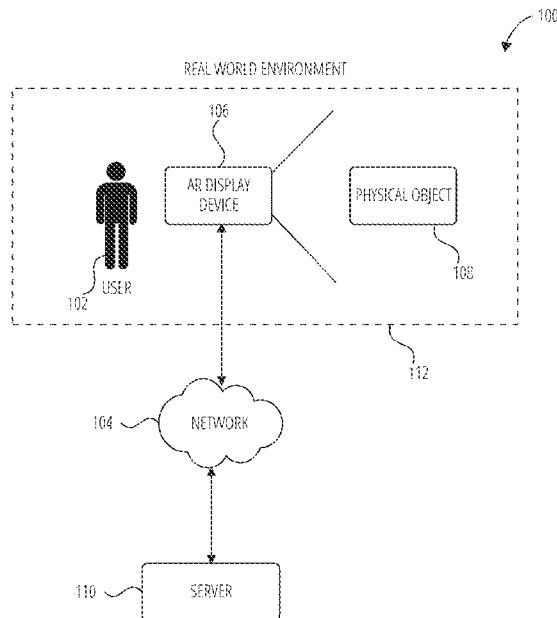 100
REAL WORLD ENVIRONMENT
106
AR DISPLAY
DEVICE
PHYSICAL OBJECT
102
USER
108
112
104
NETWORK
110
SERVER